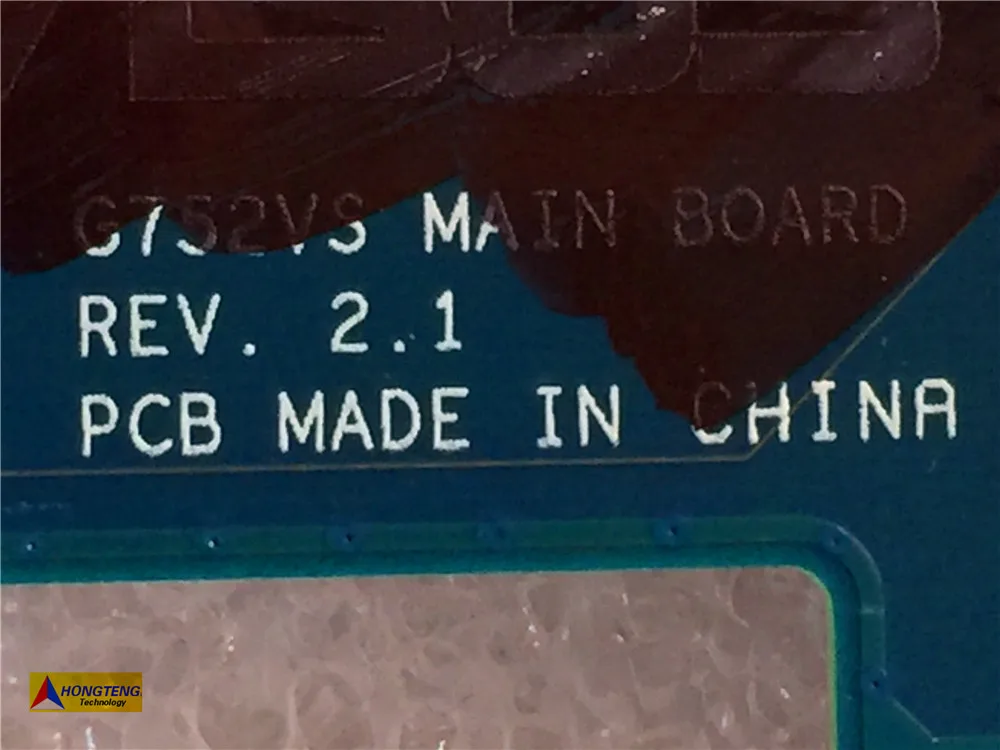 G752VS MAIN BOARD
REV. 2.1
PCB MADE IN CHINA
HONGTENG
Technology